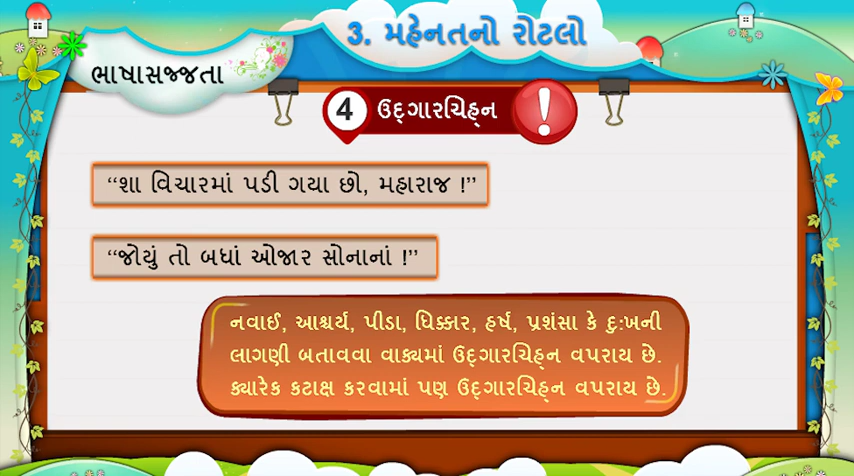 ૩. મહેનતનો રોટલો
ભાષાસજ્જતા
4 ઉદ્ગારચિહ્ન !
“શા વિચારમાં પડી ગયા છો, મહારાજ !”
“જોયું તો બધાં ઓજાર સોનાનાં !”
નવાઈ, આશ્ચર્ય, પીડા, ધિક્કાર, હર્ષ, પ્રશંસા કે દુઃખની
લાગણી બતાવવા વાક્યમાં ઉદ્ગારચિહ્ન વપરાય છે.
ક્યારેક કટાક્ષ કરવામાં પણ ઉદ્ગારચિહ્ન વપરાય છે.